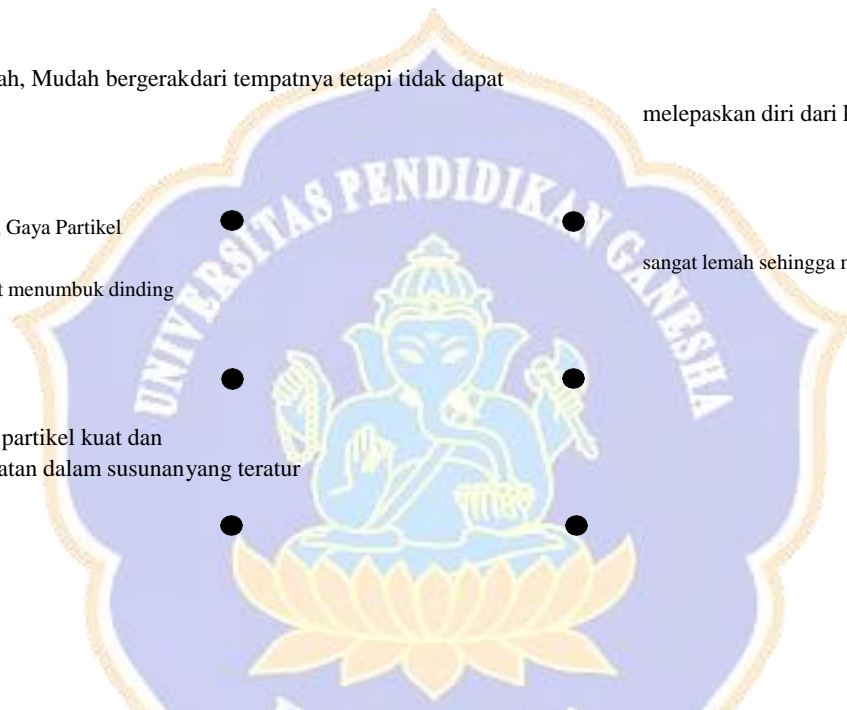 ah, Mudah bergerakdari tempatnya tetapi tidak dapat
melepaskan diri dari
UNIVERSITAS PENDIDIKAN GANESHA
Gaya Partikel
sangat lemah sehingga
menumbuk dinding
partikel kuat dan
atan dalam susunanyang teratur